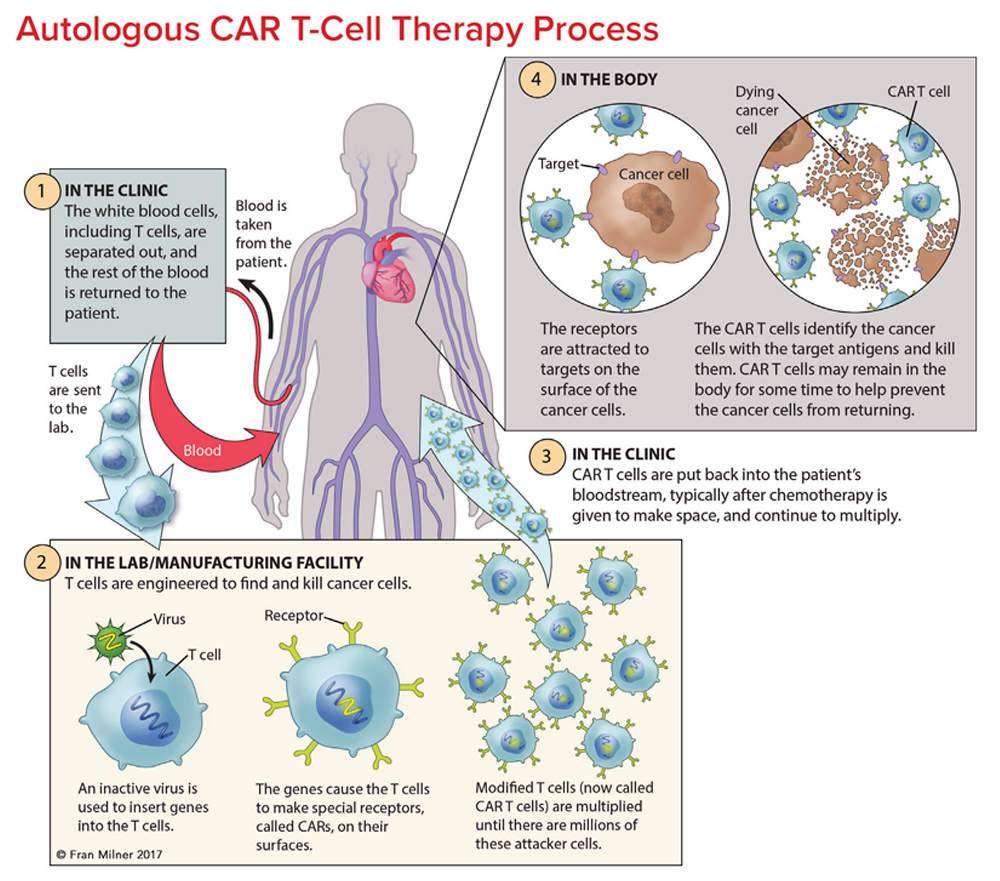 Autologous CAR T-Cell Therapy Process
1
IN THE CLINIC
The white blood cells,
including T cells, are
separated out, and
the rest of the blood
is returned to the
patient.
Blood is
taken
from the
patient.
T cells
are sent
to the
lab.
Blood
2
IN THE LAB/MANUFACTURING FACILITY
T cells are engineered to find and kill cancer cells.
Virus
T cell
An inactive virus is
used to insert genes
into the T cells.
Receptor
The genes cause the T cells
to make special receptors,
called CARs, on their
surfaces.
Modified T cells (now called
CAR T cells) are multiplied
until there are millions of
these attacker cells.
© Fran Milner 2017
3
IN THE CLINIC
CAR T cells are put back into the patient's
bloodstream, typically after chemotherapy is
given to make space, and continue to multiply.
4
IN THE BODY
Target
Cancer cell
The receptors
are attracted to
targets on the
surface of the
cancer cells.
Dying
cancer
cell
CAR T cell
The CAR T cells identify the cancer
cells with the target antigens and kill
them. CAR T cells may remain in the
body for some time to help prevent
the cancer cells from returning.